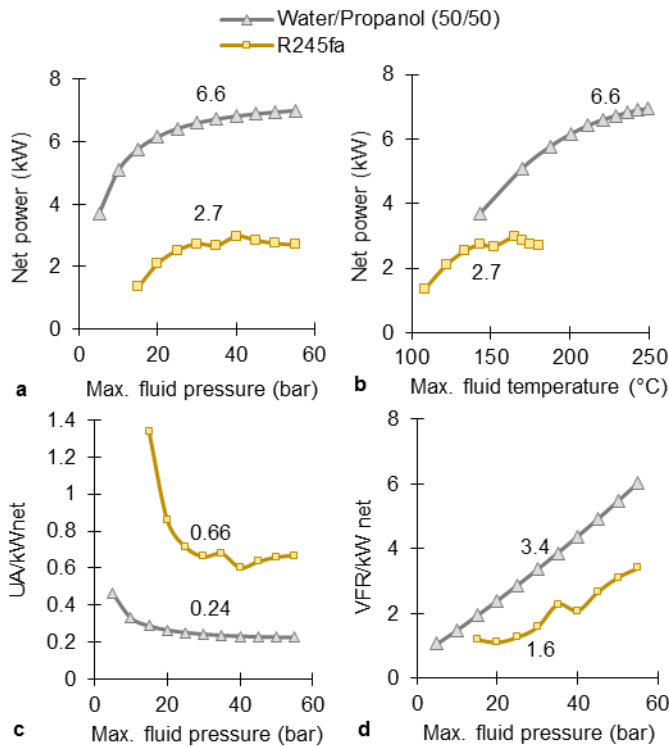 Water/Propanol (50/50)
R245fa
Net power (kW)
8
6
4
2
0
6.6
2.7
0 20 40 60
a Max. fluid pressure (bar)
Net power (kW)
8
6
4
2
0
6.6
2.7
100 150 200 250
b Max. fluid temperature (°C)
UA/kWnet
1.4
1.2
1
0.8
0.6
0.4
0.2
0
0.66
0.24
0 20 40 60
c Max. fluid pressure (bar)
VFR/kW net
8
6
4
2
0
3.4
1.6
0 20 40 60
d Max. fluid pressure (bar)